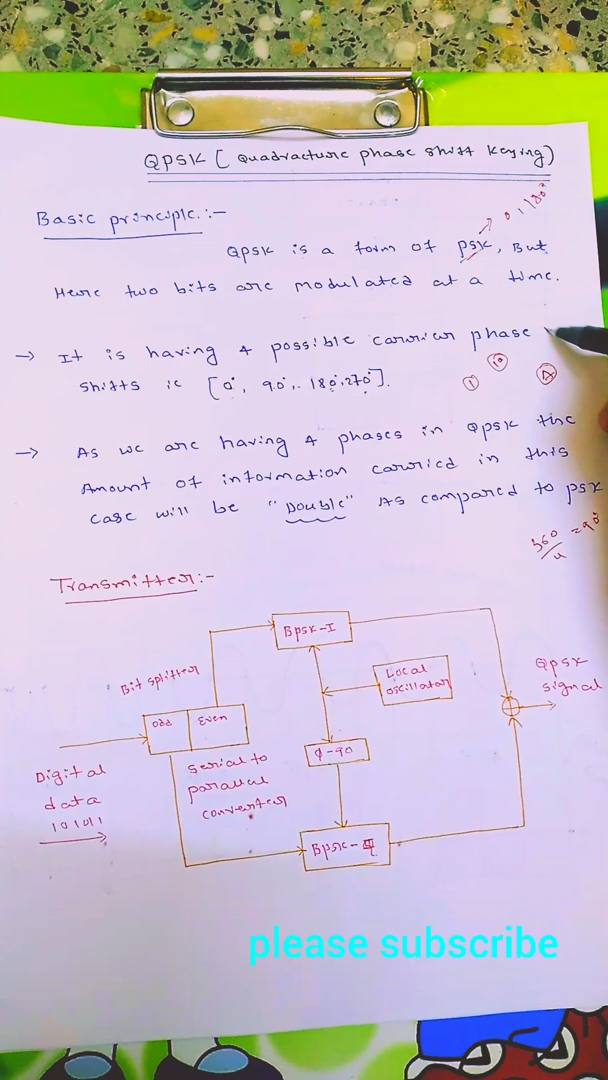 QPSK [ Quadracture phase shift keying)
Basic principle:-
0,180°
QPSK is a form of PSK, But
Here two bits are modulated at a time.
→ It is having 4 possible carrier phase
shifts ie [0°, 90°, 180°, 270°].
1 10 A
→ As we are having 4 phases in QPSK the
Amount of information carried in this
case will be "Double" As compared to PSK
360/4 = 90°
Transmitter:-
Bpsk-I
Bit splitter
Local
oscillator
QPSK
signal
odd Even
ϕ-90
Digital
data
101011
serial to
parallel
converter
Bpsk-Q
please subscribe